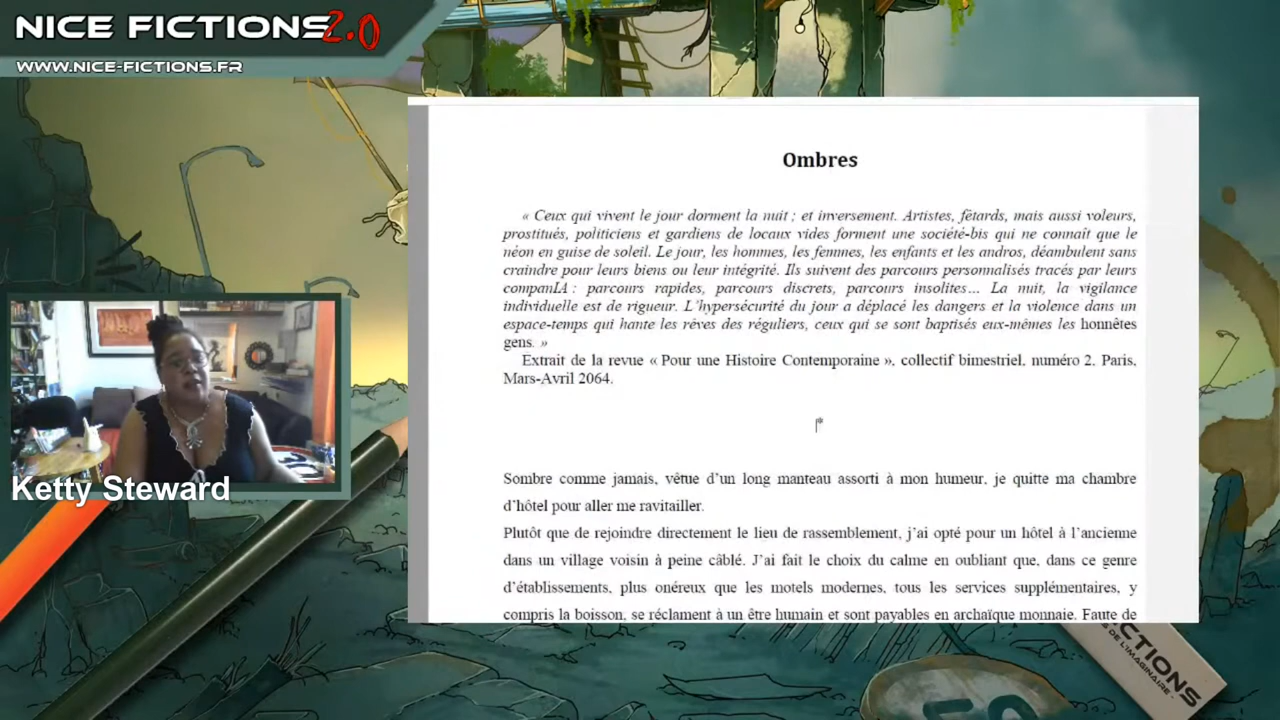 NICE FICTIONS 2.0
WWW.NICE-FICTIONS.FR
Ombres
« Ceux qui vivent le jour dorment la nuit ; et inversement. Artistes, fêtards, mais aussi voleurs,
prostitués, politiciens et gardiens de locaux vides forment une société-bis qui ne connaît que le
néon en guise de soleil. Le jour, les hommes, les femmes, les enfants et les andros, déambulent sans
craindre pour leurs biens ou leur intégrité. Ils suivent des parcours personnalisés tracés par leurs
companIA : parcours rapides, parcours discrets, parcours insolites… La nuit, la vigilance
individuelle est de rigueur. L’hypersécurité du jour a déplacé les dangers et la violence dans un
espace-temps qui hante les rêves des réguliers, ceux qui se sont baptisés eux-mêmes les honnêtes
gens. »
Extrait de la revue « Pour une Histoire Contemporaine », collectif bimestriel, numéro 2. Paris,
Mars-Avril 2064.
*
Sombre comme jamais, vêtue d’un long manteau assorti à mon humeur, je quitte ma chambre
d’hôtel pour aller me ravitailler.
Plutôt que de rejoindre directement le lieu de rassemblement, j’ai opté pour un hôtel à l’ancienne
dans un village voisin à peine câblé. J’ai fait le choix du calme en oubliant que, dans ce genre
d’établissements, plus onéreux que les motels modernes, tous les services supplémentaires, y
compris la boisson, se réclament à un être humain et sont payables en archaïque monnaie. Faute de
Ketty Steward
FICTIONS
DE L'IMAGINAIRE